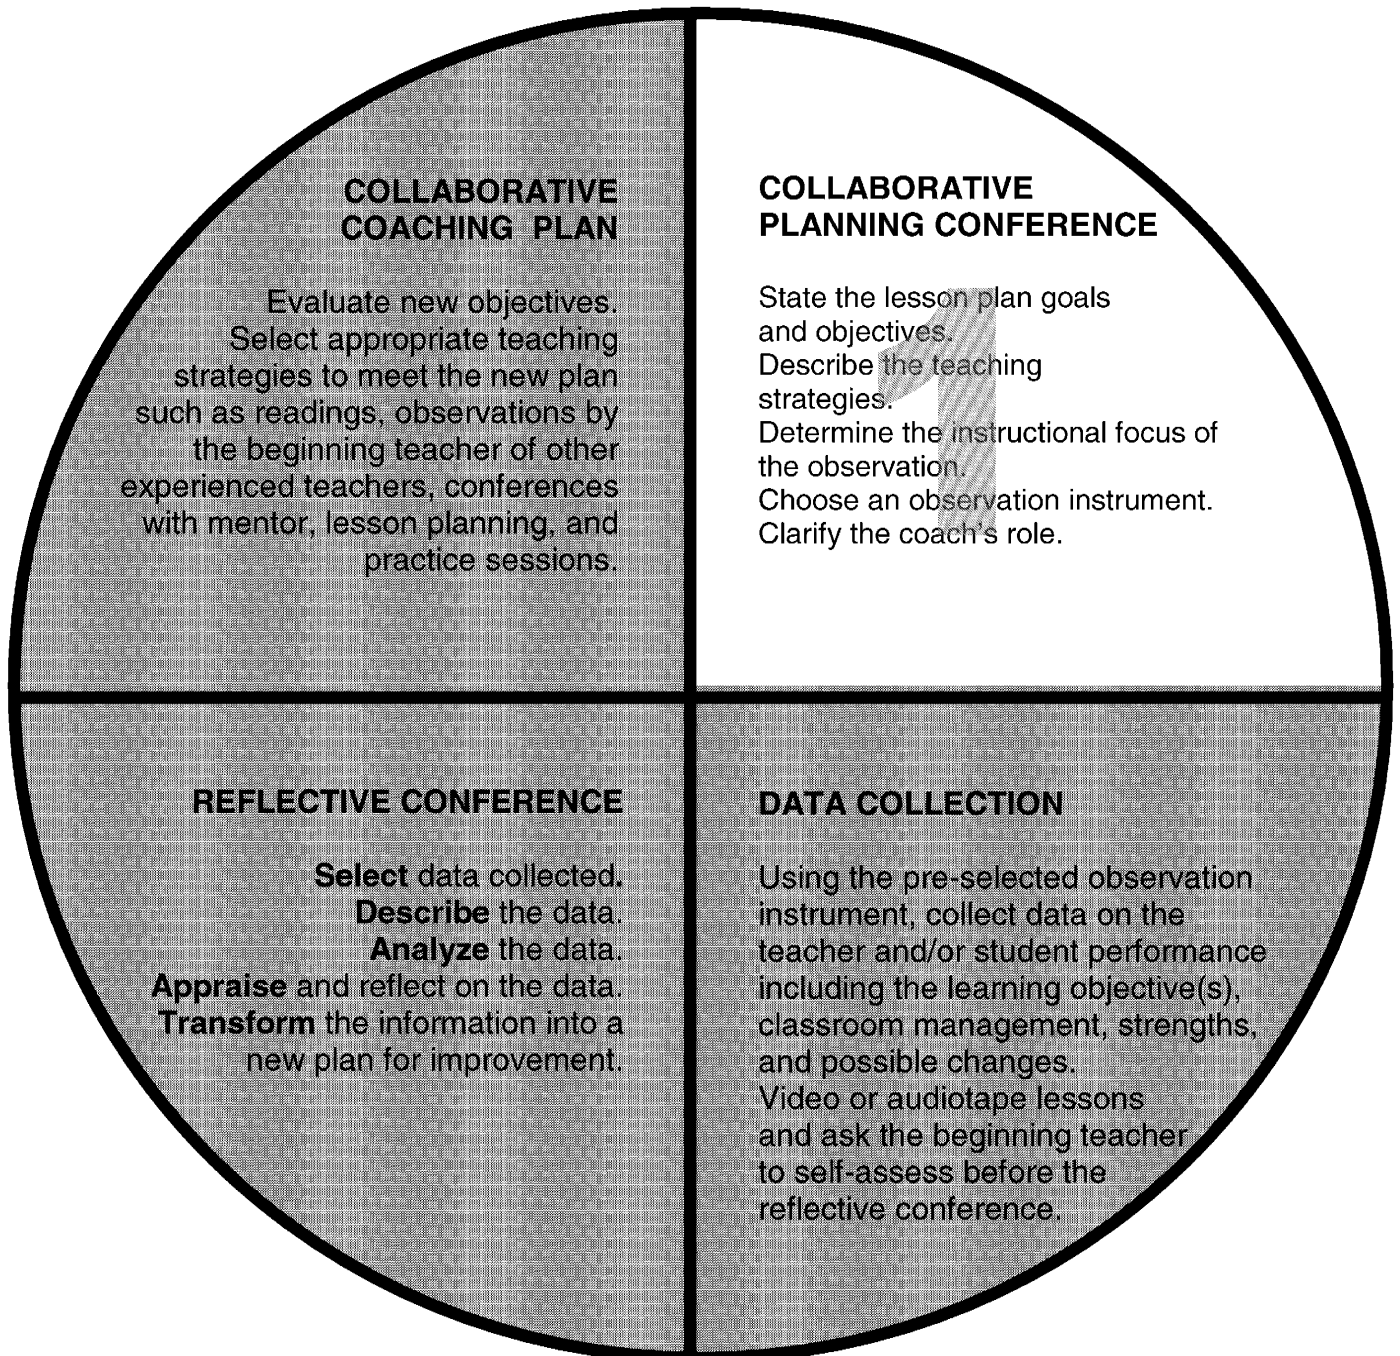 COLLABORATIVE
COACHING PLAN
Evaluate new objectives.
Select appropriate teaching
strategies to meet the new plan
such as readings, observations by
the beginning teacher of other
experienced teachers, conferences
with mentor, lesson planning, and
practice sessions.
COLLABORATIVE
PLANNING CONFERENCE
1
State the lesson plan goals
and objectives.
Describe the teaching
strategies.
Determine the instructional focus of
the observation.
Choose an observation instrument.
Clarify the coach's role.
REFLECTIVE CONFERENCE
Select data collected.
Describe the data.
Analyze the data.
Appraise and reflect on the data.
Transform the information into a
new plan for improvement.
DATA COLLECTION
Using the pre-selected observation
instrument, collect data on the
teacher and/or student performance
including the learning objective(s),
classroom management, strengths,
and possible changes.
Video or audiotape lessons
and ask the beginning teacher
to self-assess before the
reflective conference.